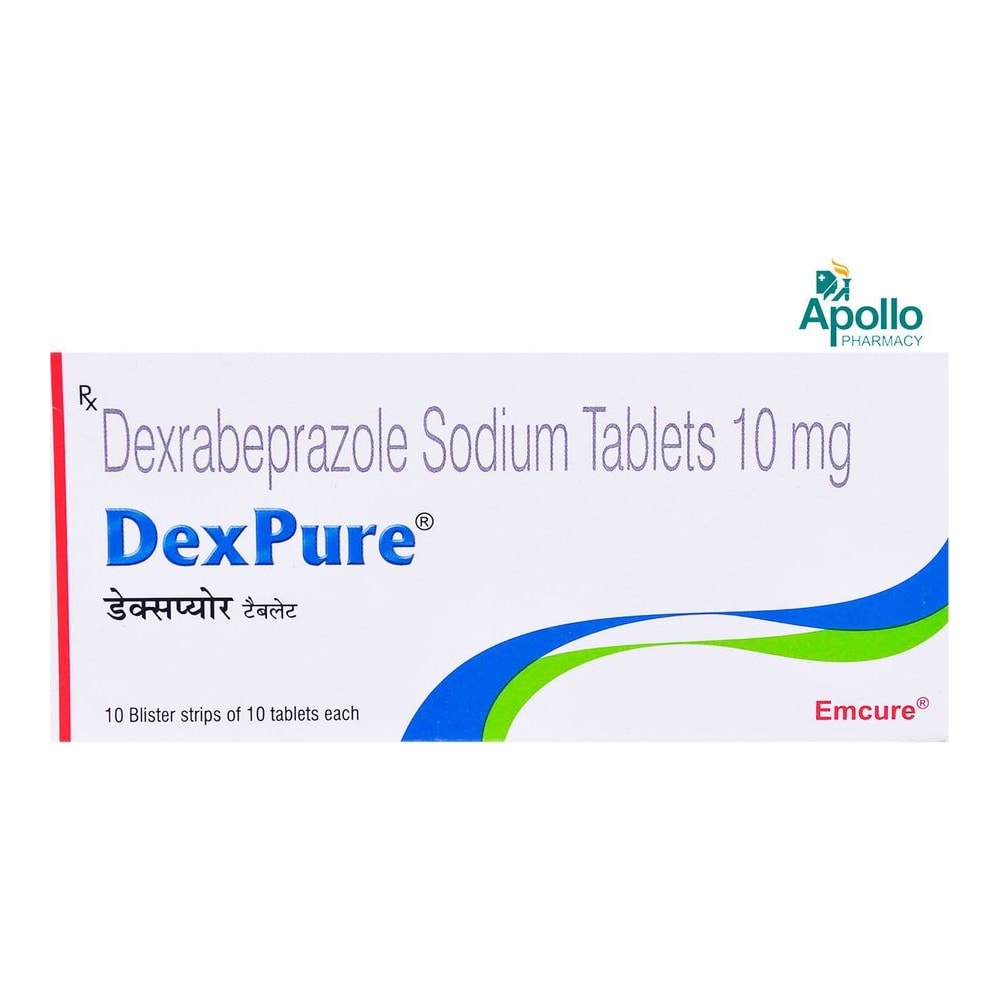 Apollo
PHARMACY
Rx
Dexrabeprazole Sodium Tablets 10 mg
DexPure®
डेक्सप्योर टैबलेट
10 Blister strips of 10 tablets each
Emcure®